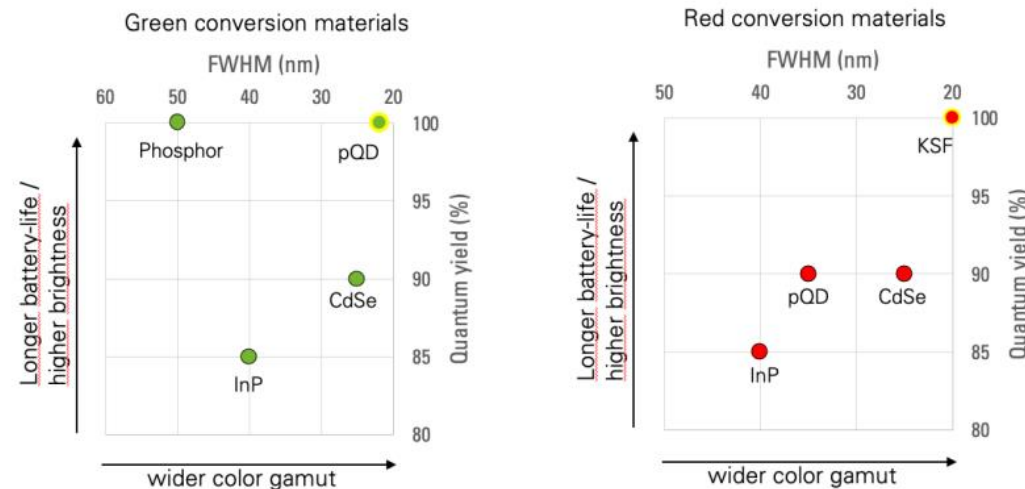 Green conversion materials
FWHM (nm)
60 50 40 30 20
Phosphor
pQD
CdSe
InP
100
95
90
85
80
Quantum yield (%)
Longer battery-life /
higher brightness
wider color gamut
Red conversion materials
FWHM (nm)
50 40 30 20
KSF
pQD
CdSe
InP
100
95
90
85
80
Quantum yield (%)
Longer battery-life /
higher brightness
wider color gamut